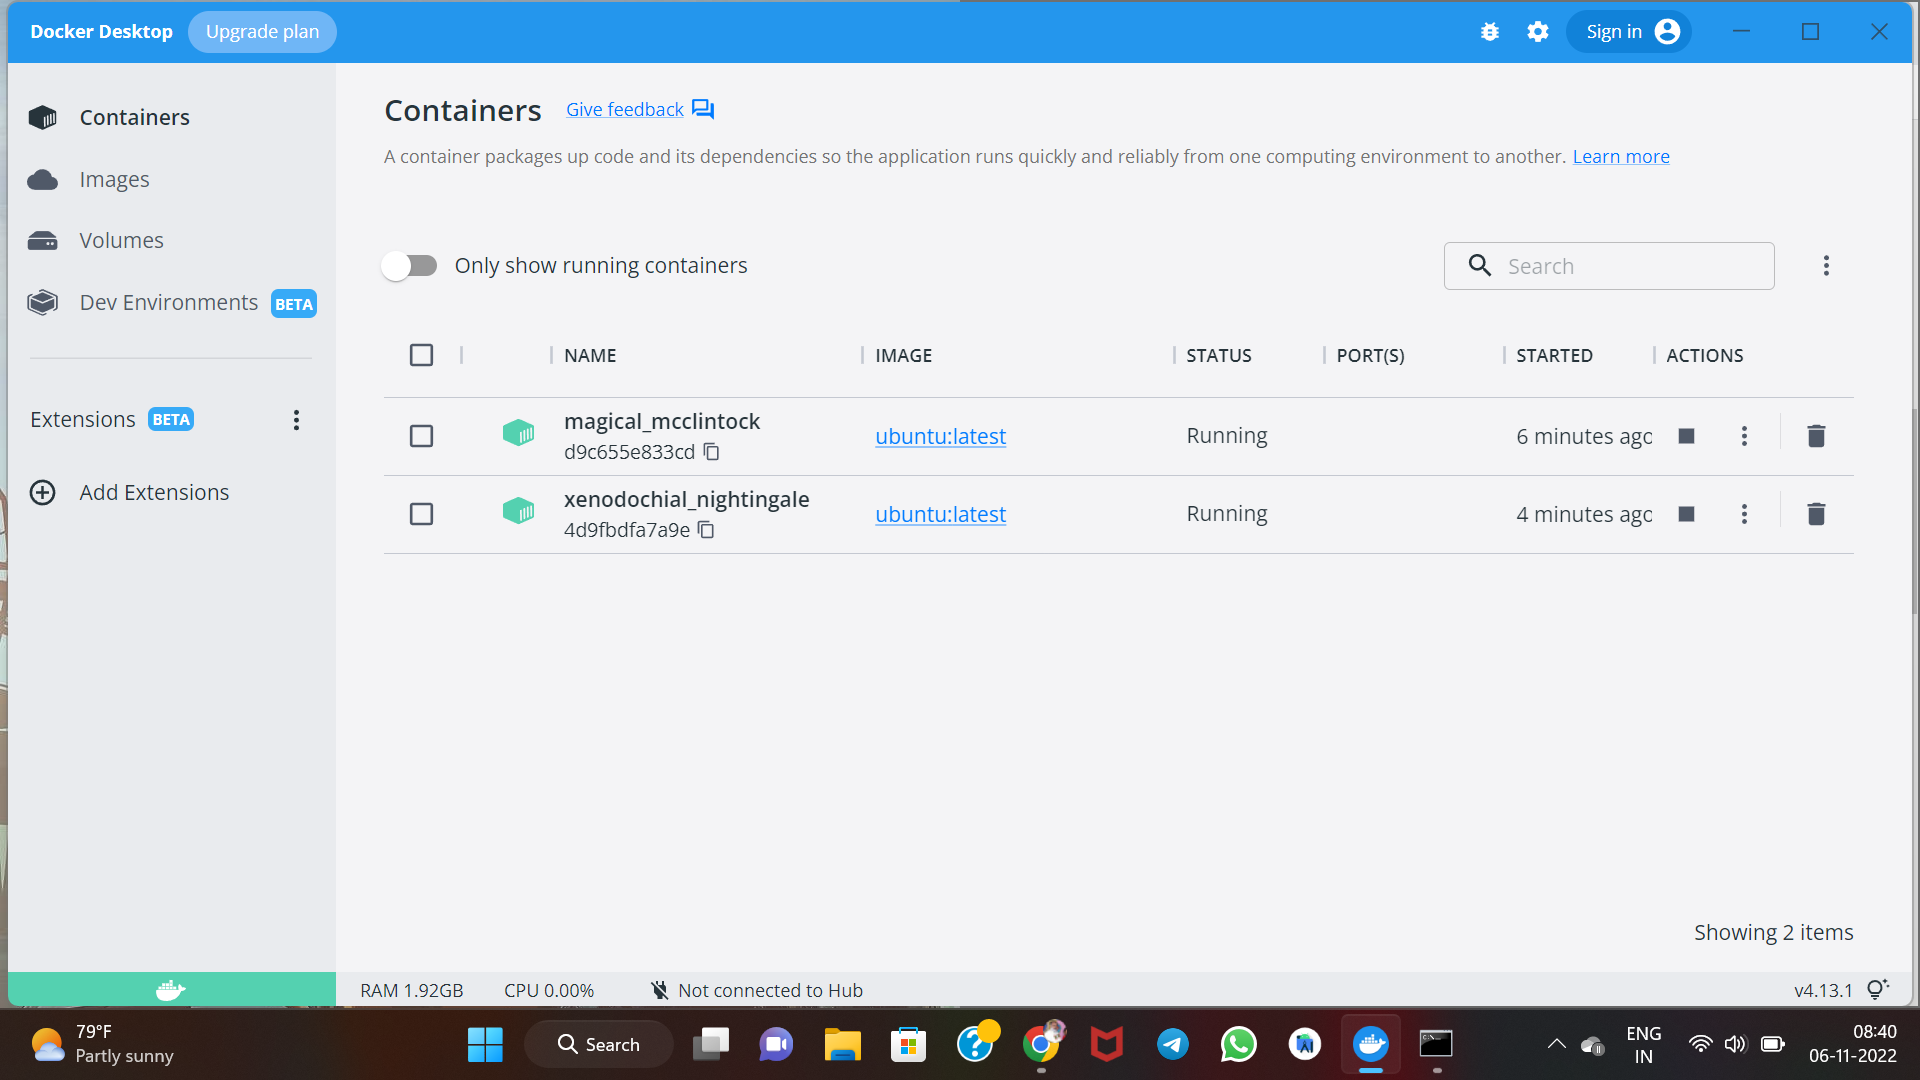 Docker Desktop
Upgrade plan
Sign in
Containers
Images
Volumes
Dev Environments BETA
Extensions BETA
Add Extensions
Containers
Give feedback
A container packages up code and its dependencies so the application runs quickly and reliably from one computing environment to another. Learn more
Only show running containers
Search
NAME IMAGE STATUS PORT(S) STARTED ACTIONS
magical_mcclintock
d9c655e833cd
ubuntu:latest
Running
6 minutes ago
xenodochial_nightingale
4d9fbdfa7a9e
ubuntu:latest
Running
4 minutes ago
Showing 2 items
RAM 1.92GB CPU 0.00% Not connected to Hub
v4.13.1
79°F
Partly sunny
Search
ENG
IN
08:40
06-11-2022